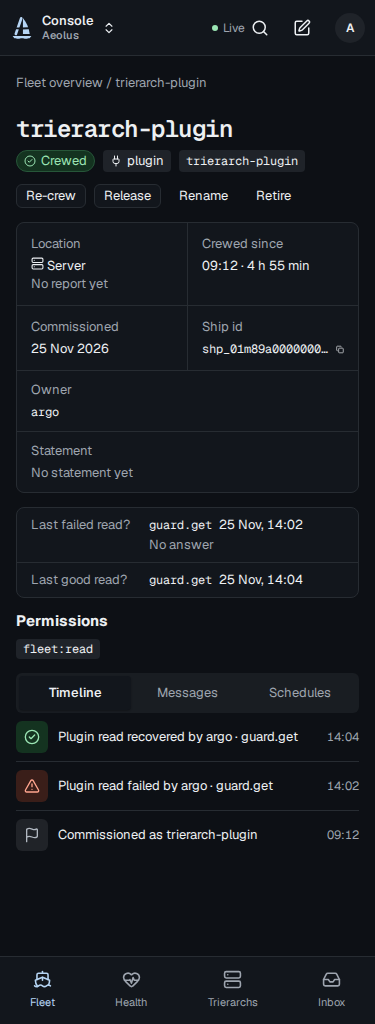 Console
Aeolus
Live
A
Fleet overview / trierarch-plugin
trierarch-plugin
Crewed
plugin
trierarch-plugin
Re-crew
Release
Rename
Retire
Location
Server
No report yet
Crewed since
09:12 · 4 h 55 min
Commissioned
25 Nov 2026
Ship id
shp_01m89a0000000…
Owner
argo
Statement
No statement yet
Last failed read?
guard.get 25 Nov, 14:02
No answer
Last good read?
guard.get 25 Nov, 14:04
Permissions
fleet:read
Timeline
Messages
Schedules
Plugin read recovered by argo · guard.get 14:04
Plugin read failed by argo · guard.get 14:02
Commissioned as trierarch-plugin 09:12
Fleet
Health
Trierarchs
Inbox